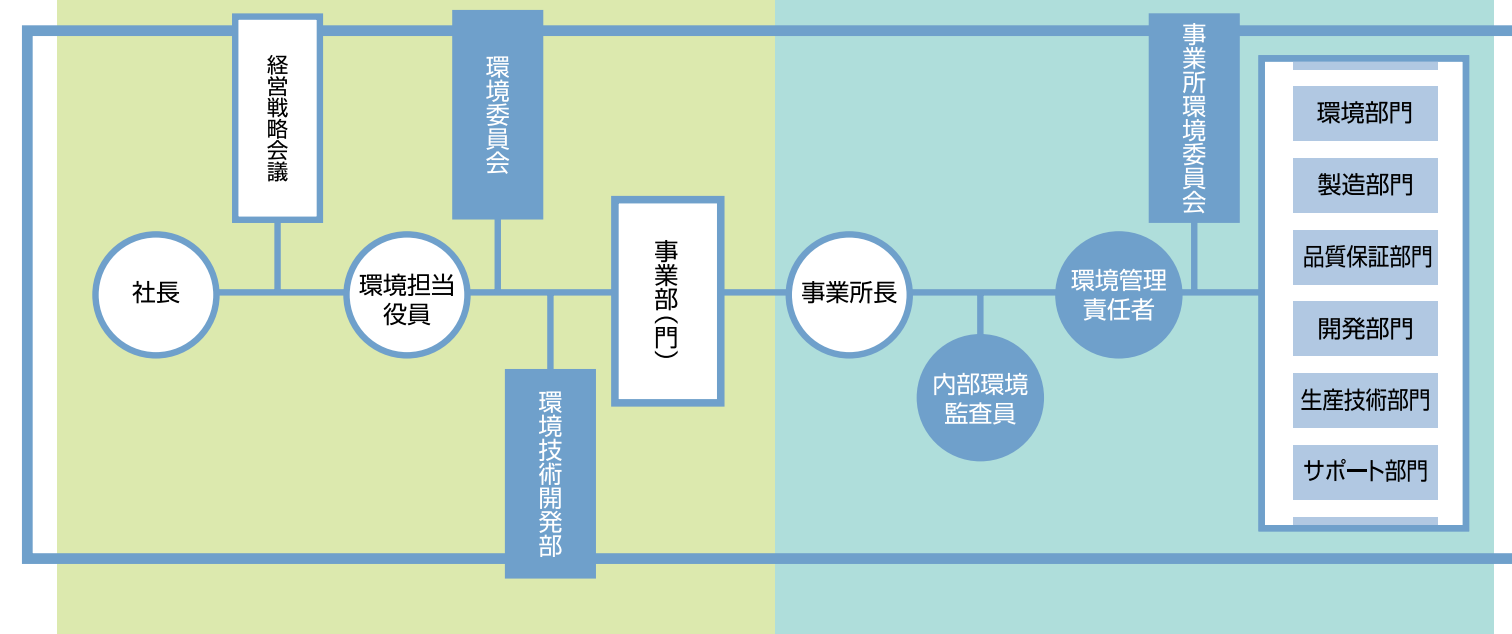 社長
経営戦略会議
環境担当
役員
環境委員会
環境技術開発部
事業部(門)
事業所長
内部環境
監査員
環境管理
責任者
事業所環境委員会
環境部門
製造部門
品質保証部門
開発部門
生産技術部門
サポート部門